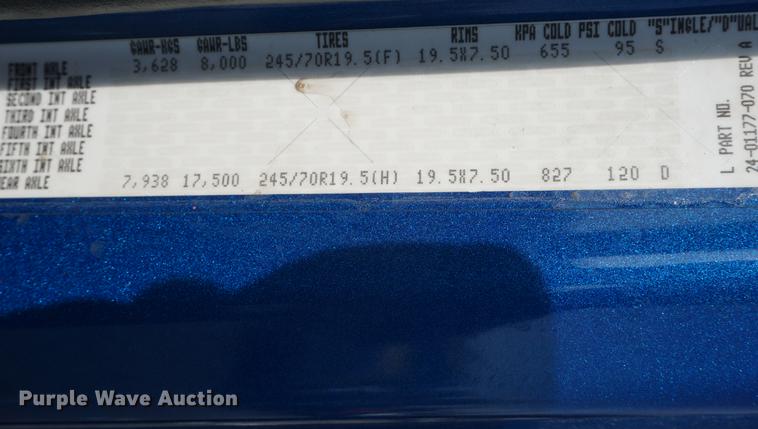 GAWR-KGS GAWR-LBS TIRES RIMS KPA COLD PSI COLD "S"INGLE/"D"UAL
FRONT AXLE 3,628 8,000 245/70R19.5(F) 19.5X7.50 655 95 S
FIRST INT AXLE
SECOND INT AXLE
THIRD INT AXLE
FOURTH INT AXLE
FIFTH INT AXLE
SIXTH INT AXLE
REAR AXLE 7,938 17,500 245/70R19.5(H) 19.5X7.50 827 120 D
L PART NO.
24-01177-070 REV A
Purple Wave Auction